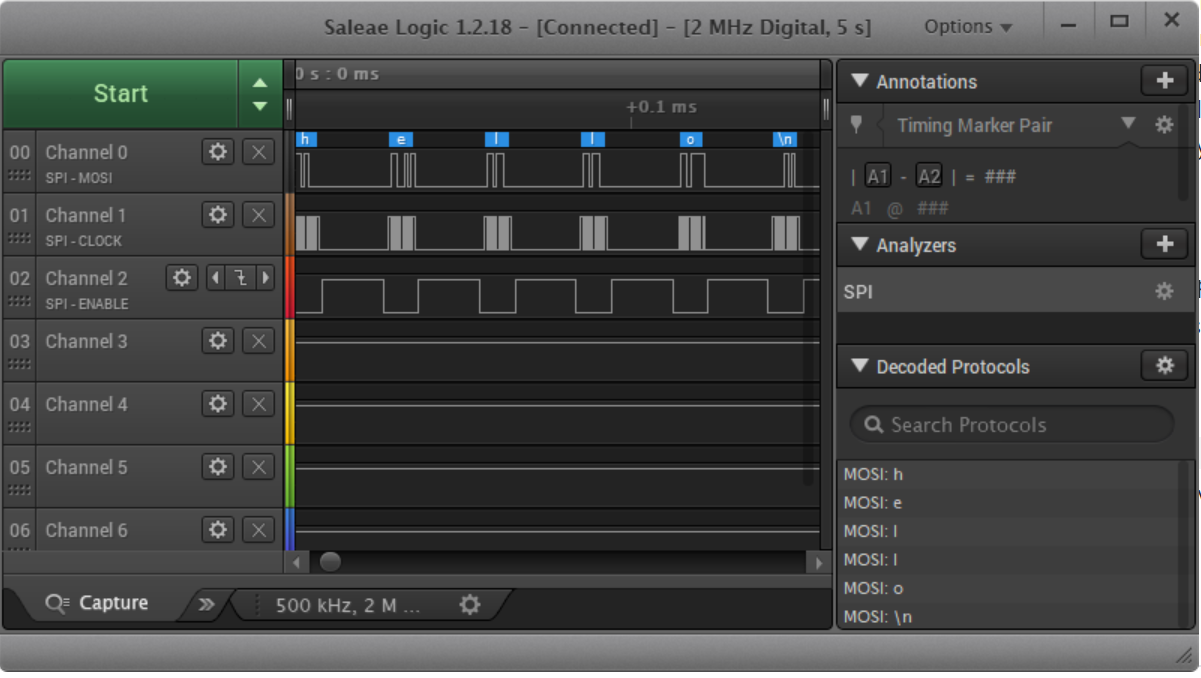 Saleae Logic 1.2.18 – [Connected] – [2 MHz Digital, 5 s]
Options
Start
0 s : 0 ms
+0.1 ms
h e l l o \n
00 Channel 0
SPI - MOSI
01 Channel 1
SPI - CLOCK
02 Channel 2
SPI - ENABLE
03 Channel 3
04 Channel 4
05 Channel 5
06 Channel 6
Capture
500 kHz, 2 M ...
Annotations
Timing Marker Pair
| A1 - A2 | = ###
A1 @ ###
Analyzers
SPI
Decoded Protocols
Search Protocols
MOSI: h
MOSI: e
MOSI: l
MOSI: l
MOSI: o
MOSI: \n